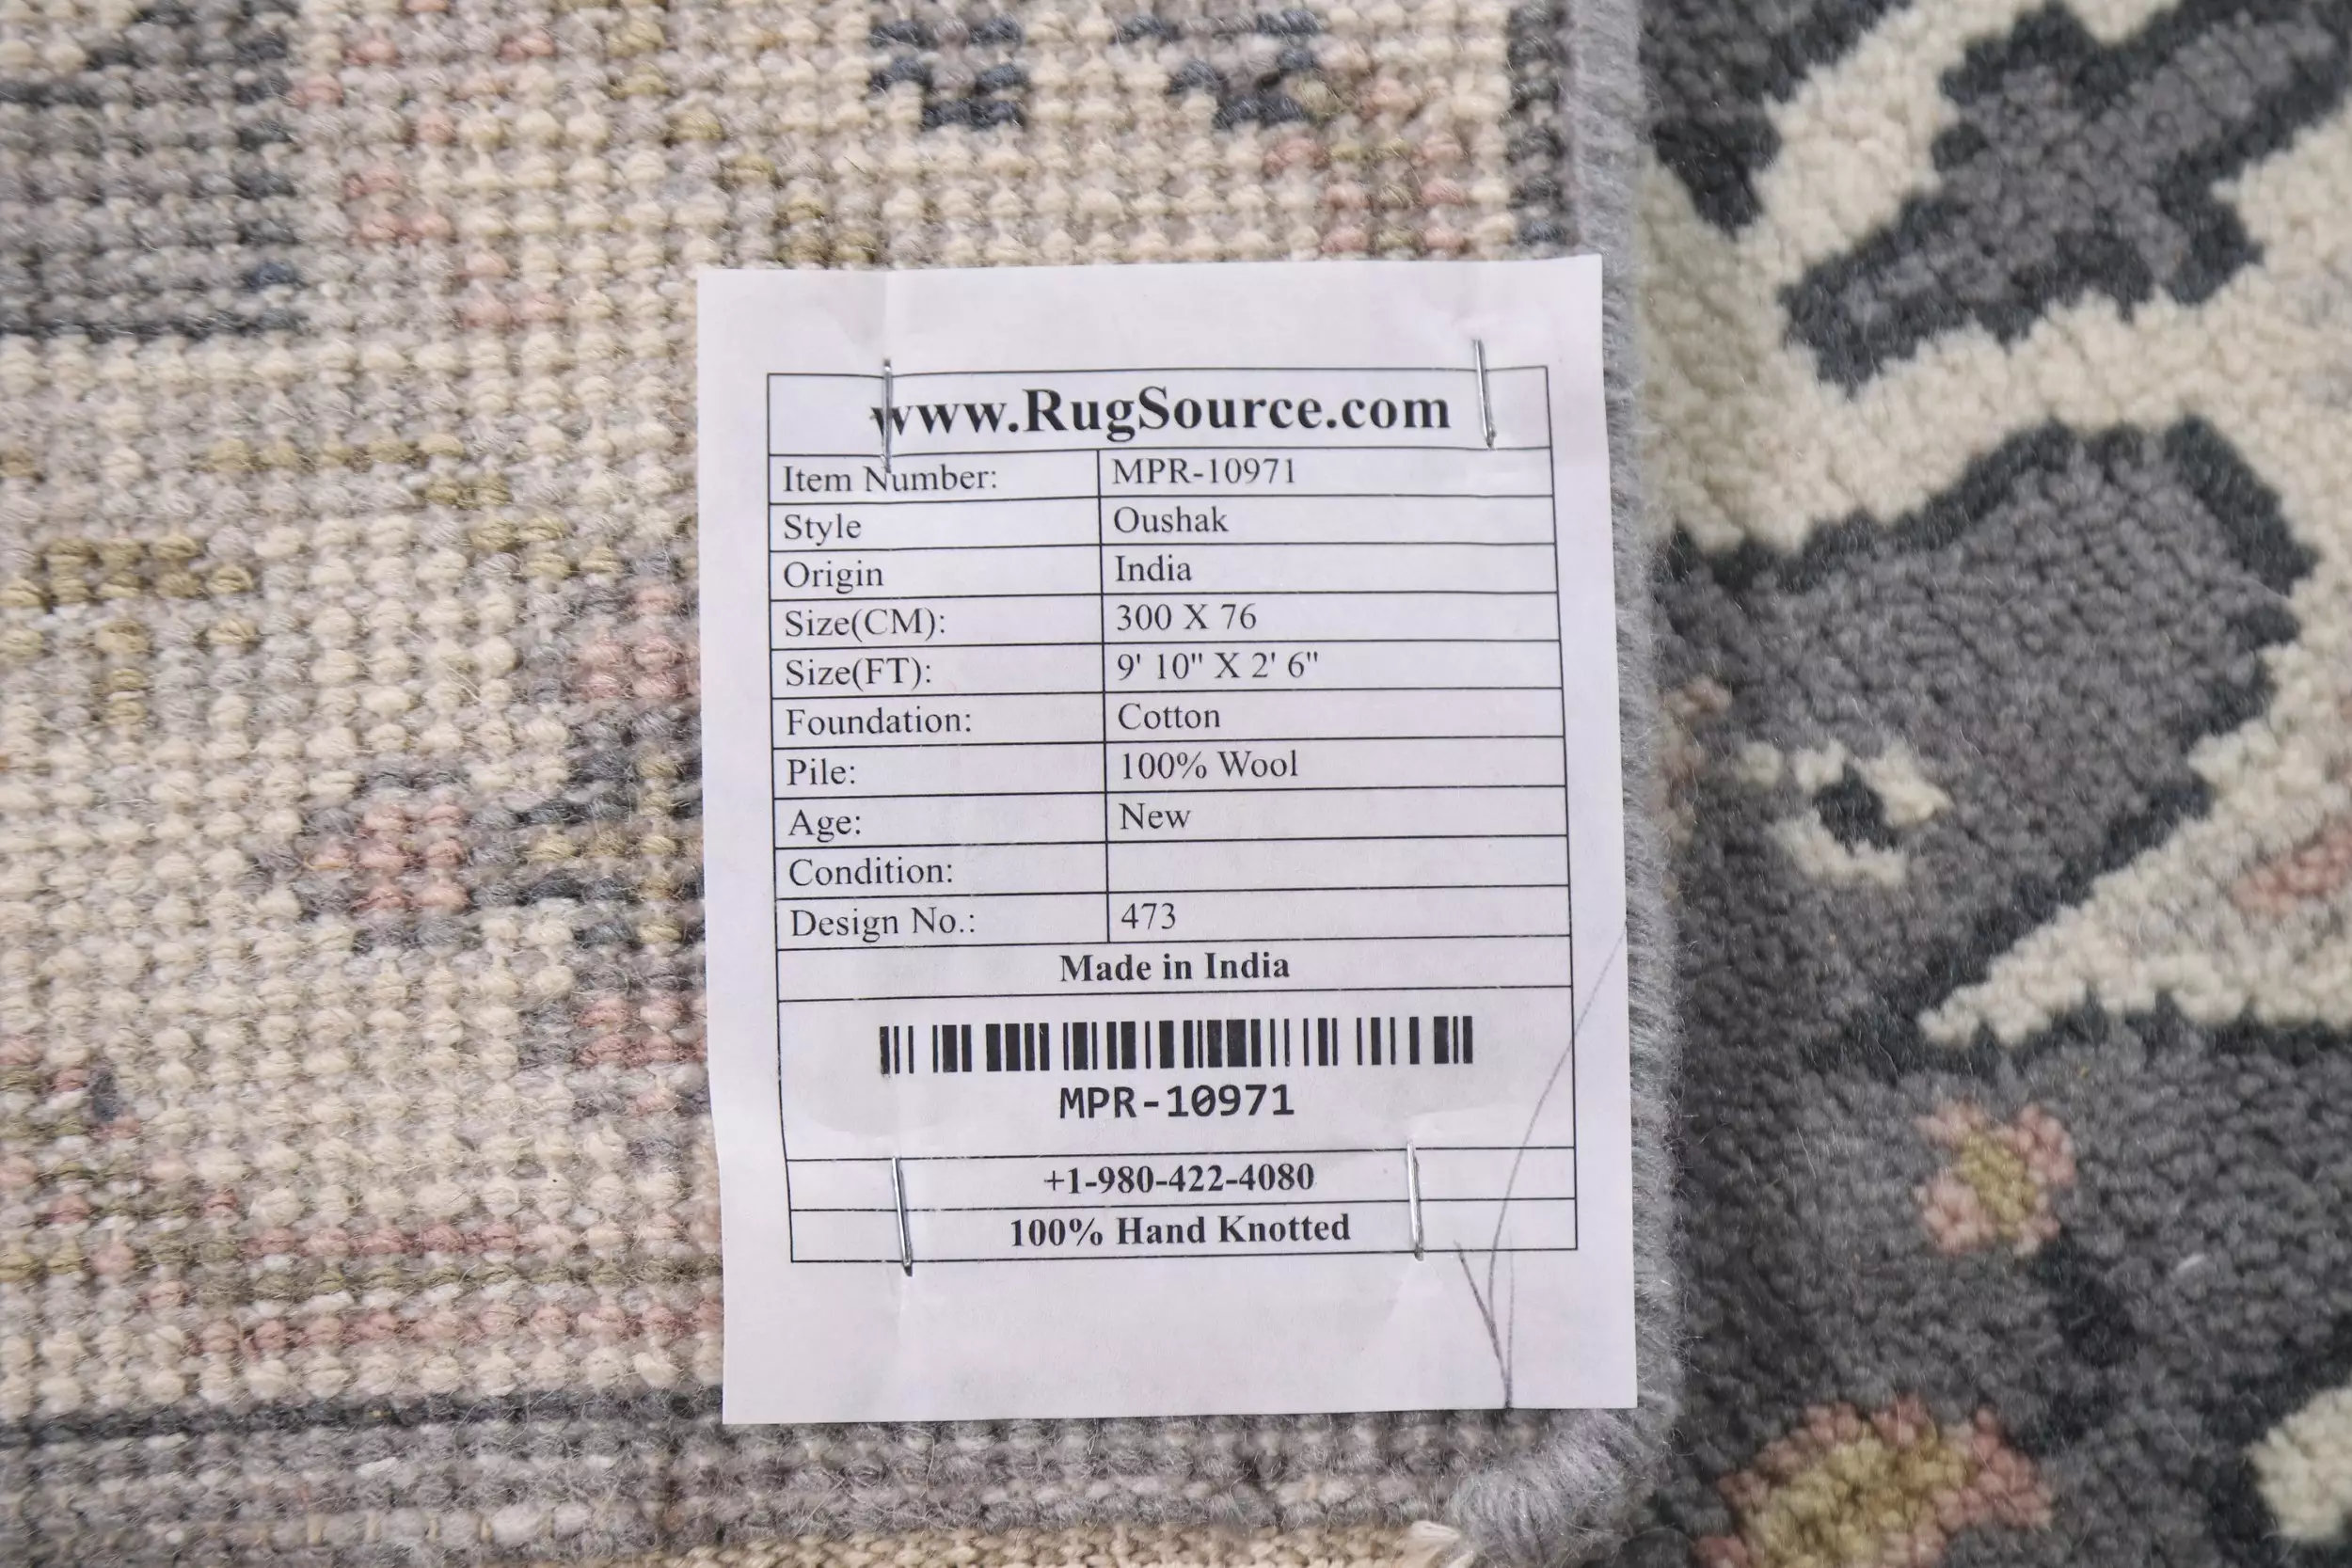 www.RugSource.com
Item Number: MPR-10971
Style Oushak
Origin India
Size(CM): 300 X 76
Size(FT): 9' 10" X 2' 6"
Foundation: Cotton
Pile: 100% Wool
Age: New
Condition:
Design No.: 473
Made in India
MPR-10971
+1-980-422-4080
100% Hand Knotted